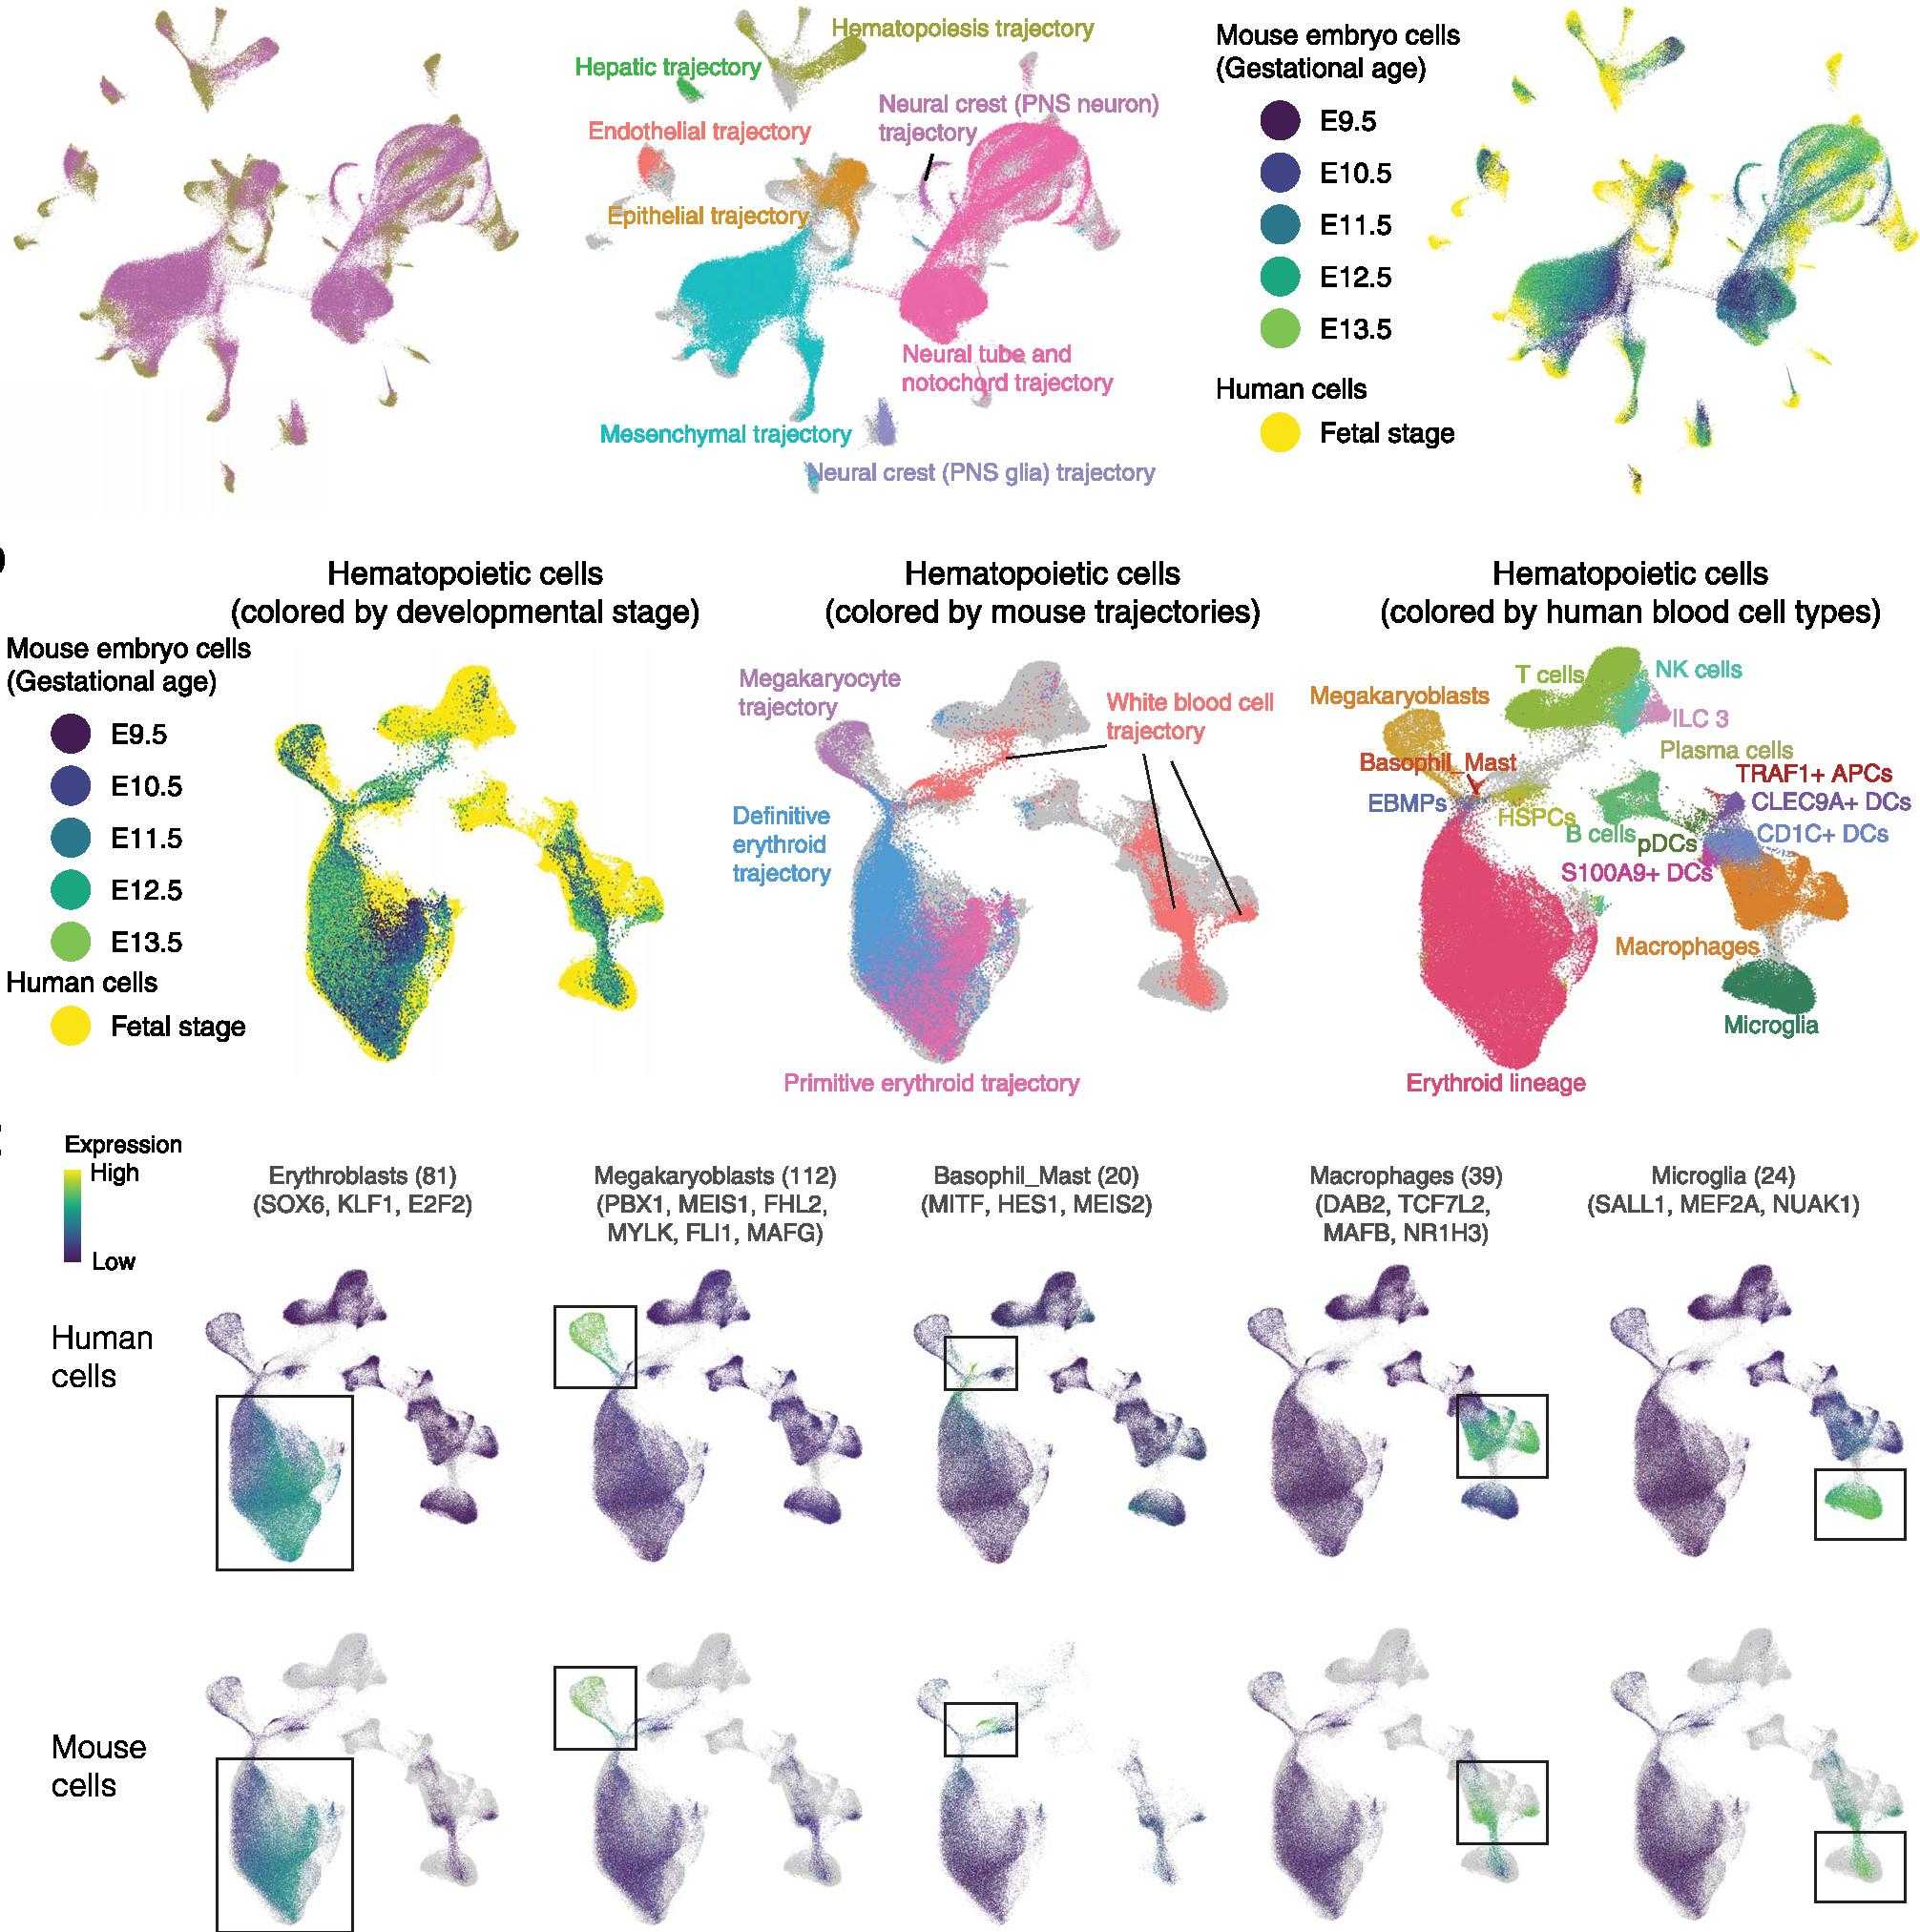 Hematopoiesis trajectory
Hepatic trajectory
Neural crest (PNS neuron)
trajectory
Endothelial trajectory
Epithelial trajectory
Neural tube and
notochord trajectory
Mesenchymal trajectory
Neural crest (PNS glia) trajectory
Mouse embryo cells
(Gestational age)
E9.5
E10.5
E11.5
E12.5
E13.5
Human cells
Fetal stage
Hematopoietic cells
(colored by developmental stage)
Mouse embryo cells
(Gestational age)
E9.5
E10.5
E11.5
E12.5
E13.5
Human cells
Fetal stage
Hematopoietic cells
(colored by mouse trajectories)
Megakaryocyte
trajectory
White blood cell
trajectory
Definitive
erythroid
trajectory
Primitive erythroid trajectory
Hematopoietic cells
(colored by human blood cell types)
T cells
NK cells
Megakaryoblasts
ILC 3
Plasma cells
Basophil_Mast
TRAF1+ APCs
EBMPs
CLEC9A+ DCs
HSPCs
B cells
CD1C+ DCs
pDCs
S100A9+ DCs
Macrophages
Microglia
Erythroid lineage
Expression
High
Low
Erythroblasts (81)
(SOX6, KLF1, E2F2)
Megakaryoblasts (112)
(PBX1, MEIS1, FHL2,
MYLK, FLI1, MAFG)
Basophil_Mast (20)
(MITF, HES1, MEIS2)
Macrophages (39)
(DAB2, TCF7L2,
MAFB, NR1H3)
Microglia (24)
(SALL1, MEF2A, NUAK1)
Human
cells
Mouse
cells